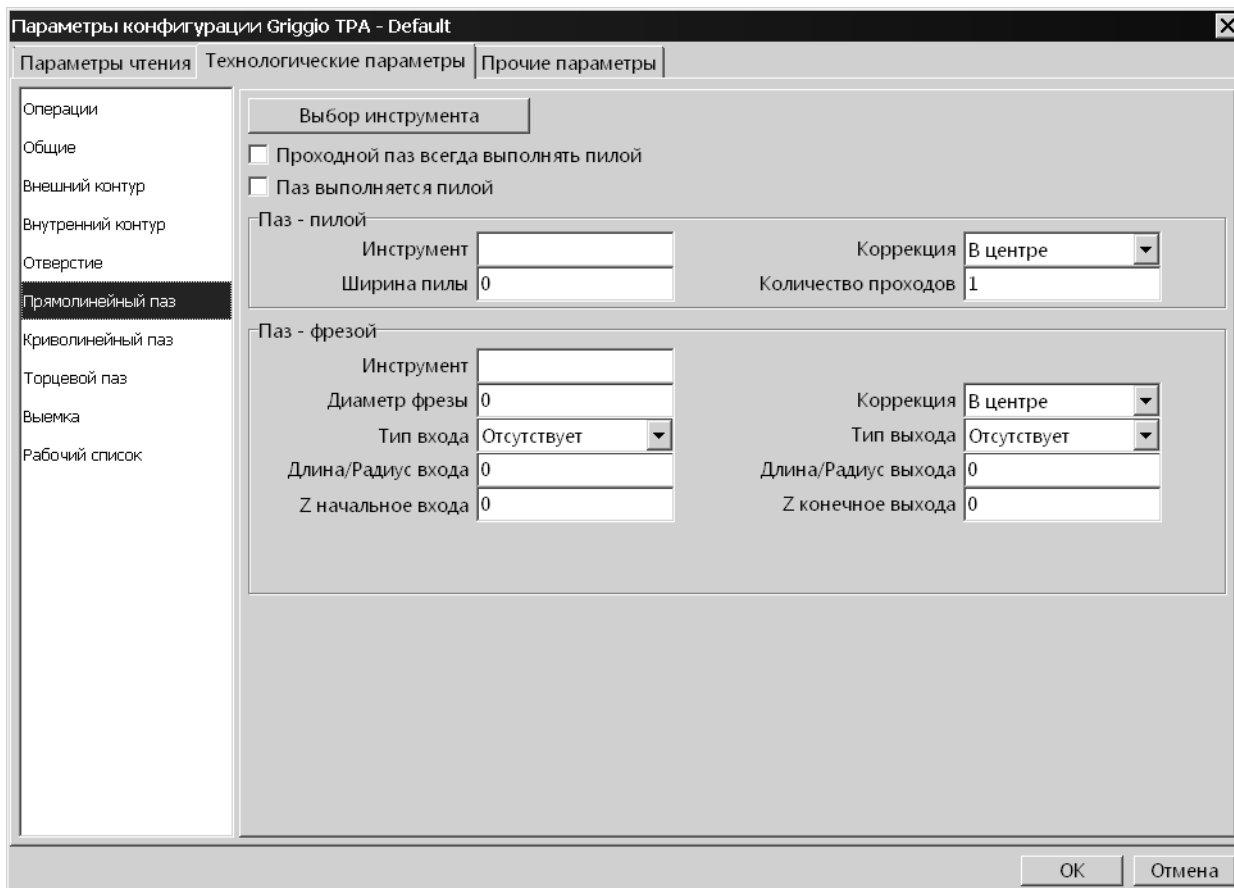 Параметры конфигурации Griggio TPA - Default
Параметры чтения Технологические параметры Прочие параметры
Операции
Общие
Внешний контур
Внутренний контур
Отверстие
Прямолинейный паз
Криволинейный паз
Торцевой паз
Выемка
Рабочий список
Выбор инструмента
Проходной паз всегда выполнять пилой
Паз выполняется пилой
Паз - пилой
Инструмент Коррекция В центре
Ширина пилы 0 Количество проходов 1
Паз - фрезой
Инструмент
Диаметр фрезы 0 Коррекция В центре
Тип входа Отсутствует Тип выхода Отсутствует
Длина/Радиус входа 0 Длина/Радиус выхода 0
Z начальное входа 0 Z конечное выхода 0
OK Отмена